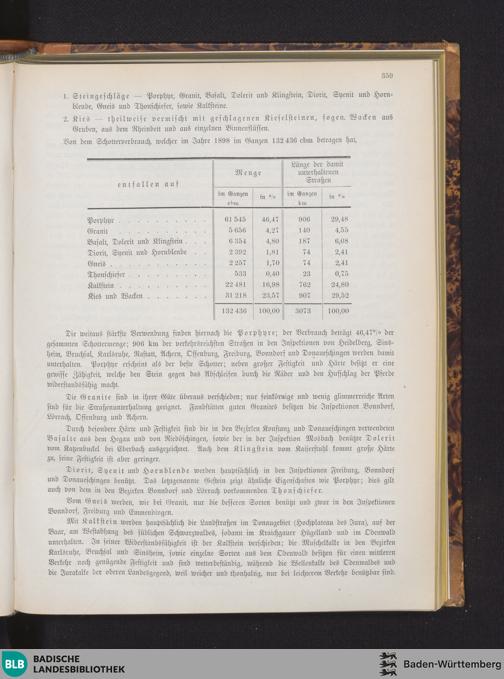 359
1. Steingeschläge — Porphyr, Granit, Basalt, Dolerit und Klingstein, Diorit, Syenit und Horn-
blende, Gneis und Thonschiefer, sowie Kalksteine.
2. Kies — theilweise vermischt mit geschlagenen Kieselsteinen, sogen. Wacken aus
Gruben, aus dem Rheinbett und aus einzelnen Binnenflüssen.
Von dem Schotterverbrauch, welcher im Jahre 1898 im Ganzen 132 436 cbm betragen hat,
entfallen auf
Menge
Länge der damit
unterhaltenen
Straßen
im Ganzen
cbm
in %
im Ganzen
km
in %
Porphyr . . . . . . . . . . 61 545 46,47 906 29,48
Granit . . . . . . . . . . 5 656 4,27 140 4,55
Basalt, Dolerit und Klingstein . . . 6 354 4,80 187 6,08
Diorit, Syenit und Hornblende . . 2 392 1,81 74 2,41
Gneis . . . . . . . . . . 2 257 1,70 74 2,41
Thonschiefer . . . . . . . . 533 0,40 23 0,75
Kalkstein . . . . . . . . . 22 481 16,98 762 24,80
Kies und Wacken . . . . . . . 31 218 23,57 907 29,52
132 436 100,00 3073 100,00
Die weitaus stärkste Verwendung finden hiernach die Porphyre; der Verbrauch beträgt 46,47% der
gesammten Schottermenge; 906 km der verkehrsreichsten Straßen in den Inspektionen von Heidelberg, Sins-
heim, Bruchsal, Karlsruhe, Rastatt, Achern, Offenburg, Freiburg, Bonndorf und Donaueschingen werden damit
unterhalten. Porphyr erscheint als der beste Schotter; neben großer Festigkeit und Härte besitzt er eine
gewisse Zähigkeit, welche den Stein gegen das Abschleifen durch die Räder und den Hufschlag der Pferde
widerstandsfähig macht.
Die Granite sind in ihrer Güte überaus verschieden; nur feinkörnige und wenig glimmerreiche Arten
sind für die Straßenunterhaltung geeignet. Fundstätten guten Granites besitzen die Inspektionen Bonndorf,
Lörrach, Offenburg und Achern.
Durch besondere Härte und Festigkeit sind die in den Bezirken Konstanz und Donaueschingen verwendeten
Basalte aus dem Hegau und von Riedöschingen, sowie der in der Inspektion Mosbach benützte Dolerit
vom Katzenbuckel bei Eberbach ausgezeichnet. Auch dem Klingstein vom Kaiserstuhl kommt große Härte
zu, seine Festigkeit ist aber geringer.
Diorit, Syenit und Hornblende werden hauptsächlich in den Inspektionen Freiburg, Bonndorf
und Donaueschingen benützt. Das letztgenannte Gestein zeigt ähnliche Eigenschaften wie Porphyr; dies gilt
auch von dem in den Bezirken Bonndorf und Lörrach vorkommenden Thonschiefer.
Vom Gneis werden, wie bei Granit, nur die besseren Sorten benützt und zwar in den Inspektionen
Bonndorf, Freiburg und Emmendingen.
Mit Kalkstein werden hauptsächlich die Landstraßen im Donaugebiet (Hochplateau des Jura), auf der
Baar, am Westabhang des südlichen Schwarzwaldes, sodann im Kraichgauer Hügelland und im Odenwald
unterhalten. In seiner Widerstandsfähigkeit ist der Kalkstein verschieden; die Muschelkalke in den Bezirken
Karlsruhe, Bruchsal und Sinsheim, sowie einzelne Sorten aus dem Odenwald besitzen für einen mittleren
Verkehr noch genügende Festigkeit und sind wetterbeständig, während die Wellenkalke des Odenwaldes und
die Jurakalke der oberen Landesgegend, weil weicher und thonhaltig, nur bei leichterem Verkehr benützbar sind.
BLB BADISCHE
LANDESBIBLIOTHEK
Baden-Württemberg